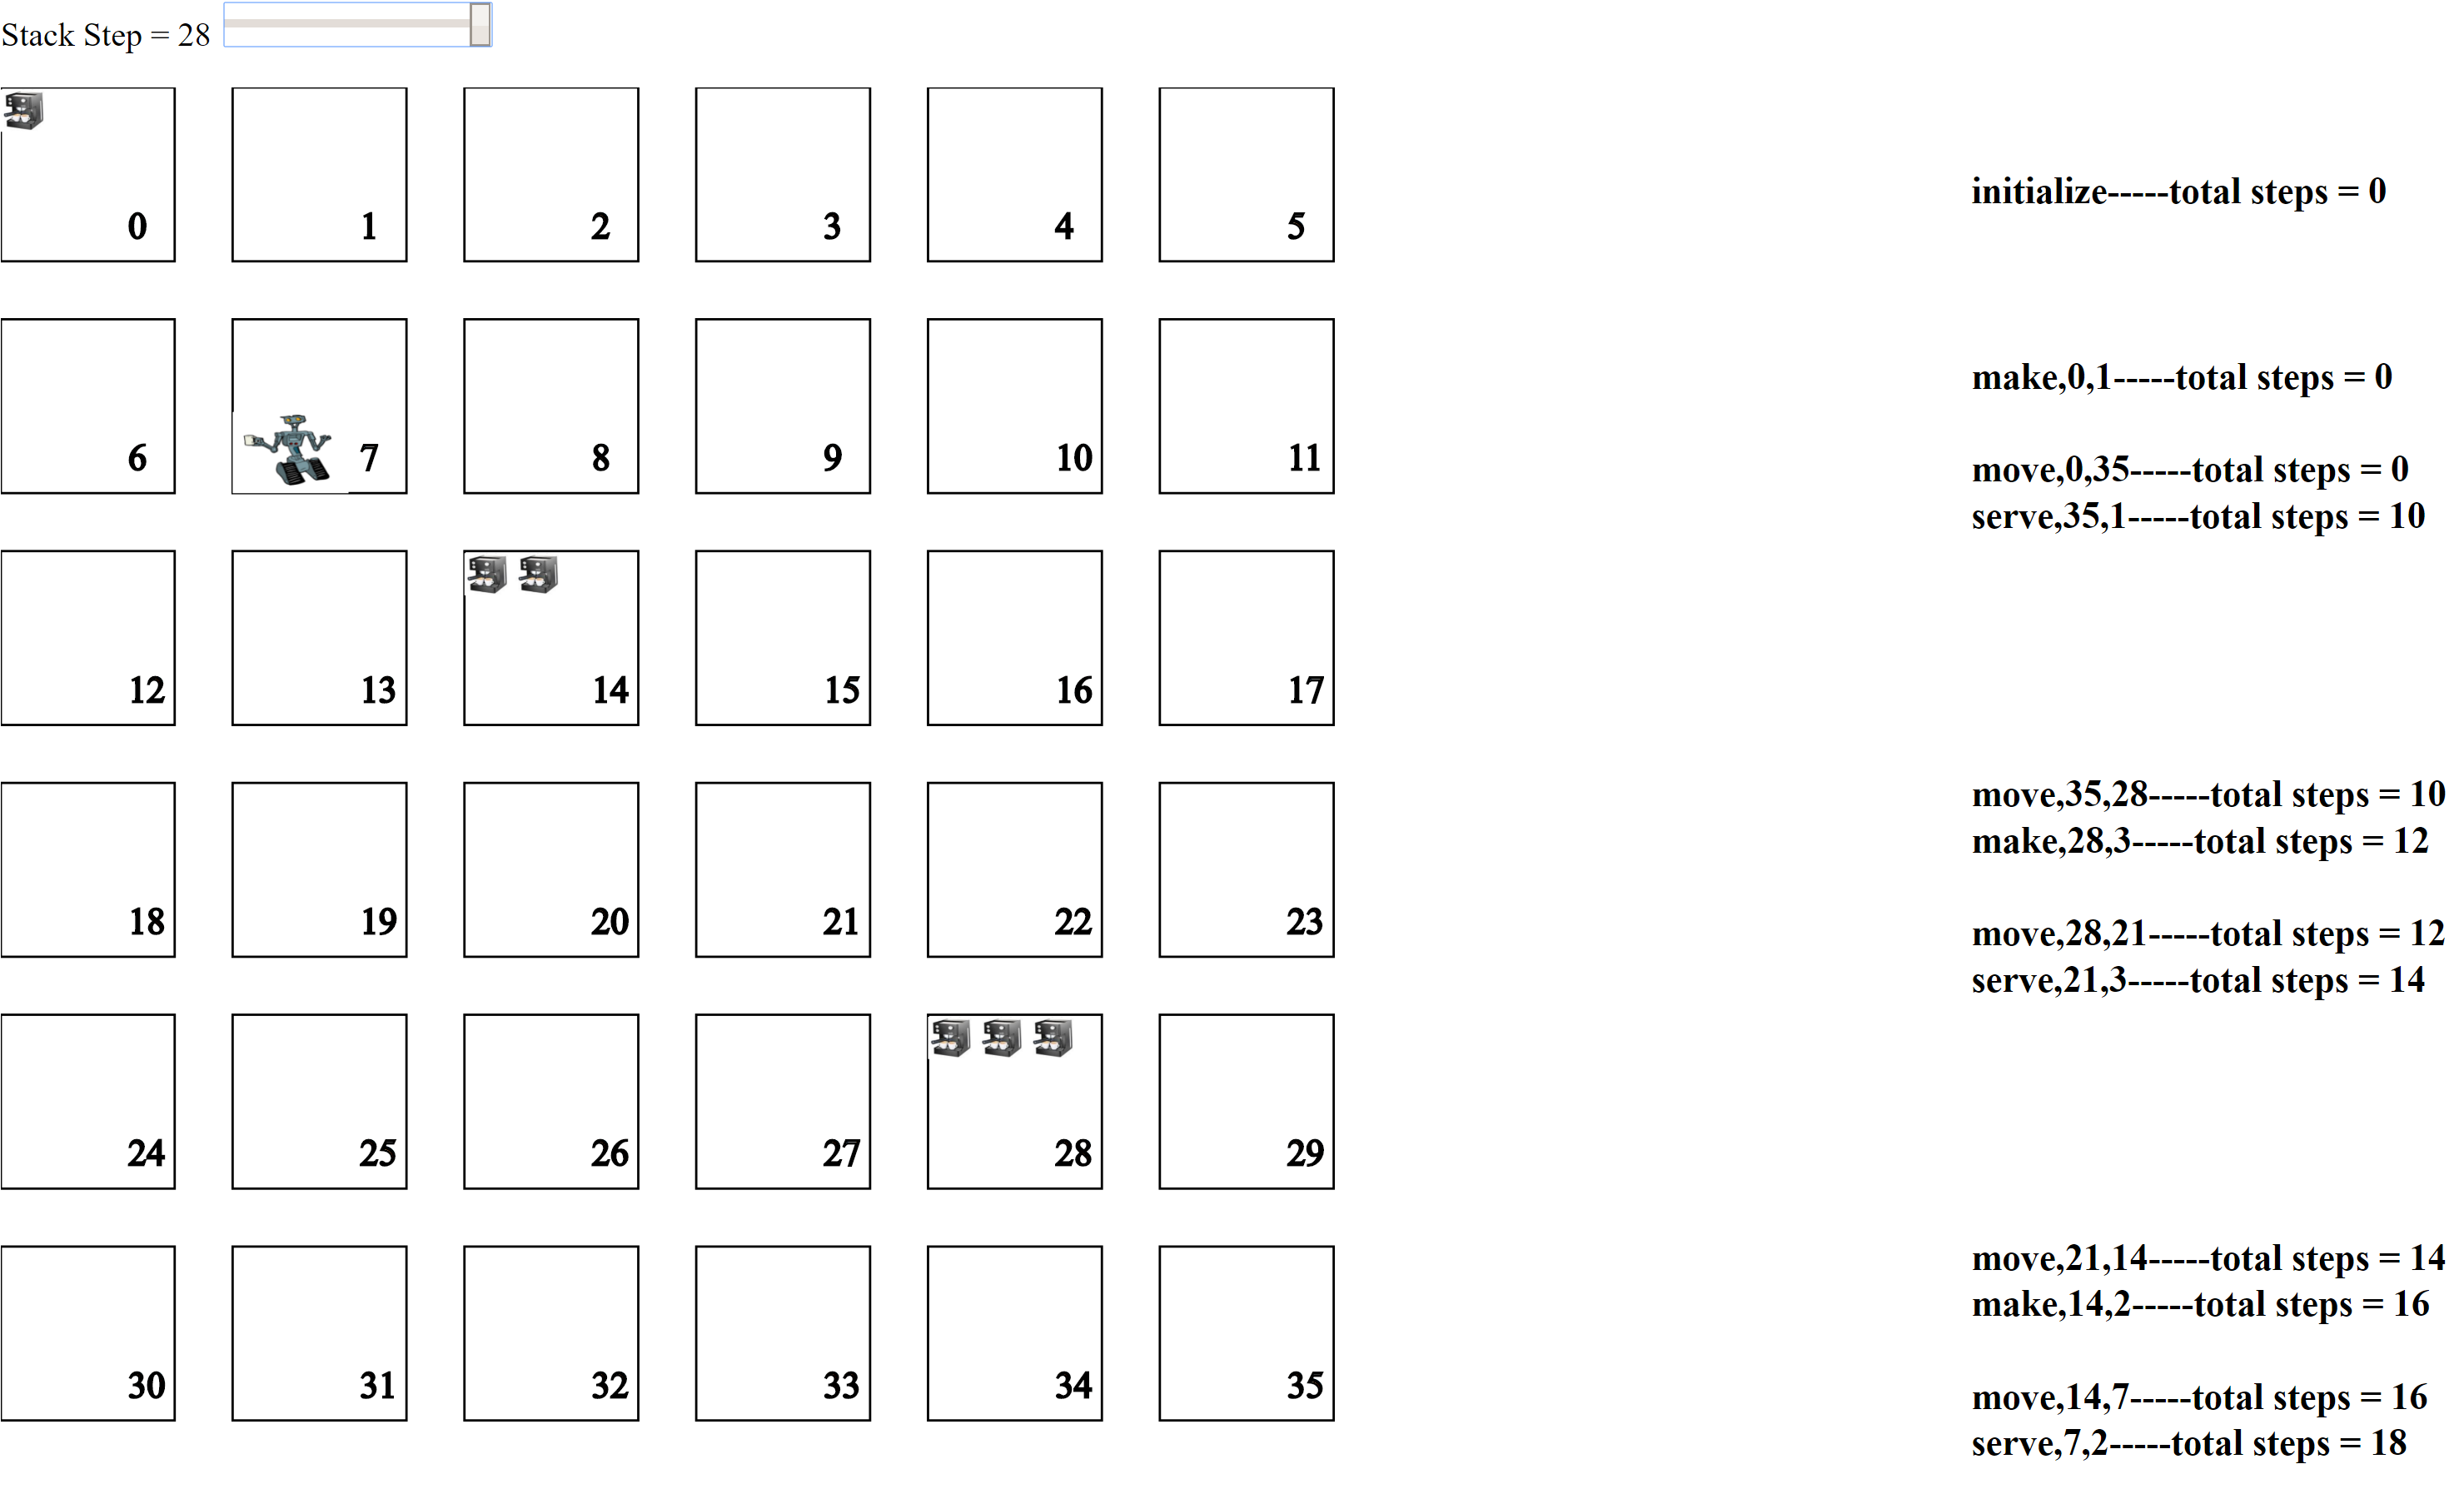 Stack Step = 28
0 1 2 3 4 5
initialize-----total steps = 0
make,0,1-----total steps = 0
6 7 8 9 10 11
move,0,35-----total steps = 0
serve,35,1-----total steps = 10
12 13 14 15 16 17
move,35,28-----total steps = 10
make,28,3-----total steps = 12
18 19 20 21 22 23
move,28,21-----total steps = 12
serve,21,3-----total steps = 14
24 25 26 27 28 29
move,21,14-----total steps = 14
make,14,2-----total steps = 16
30 31 32 33 34 35
move,14,7-----total steps = 16
serve,7,2-----total steps = 18